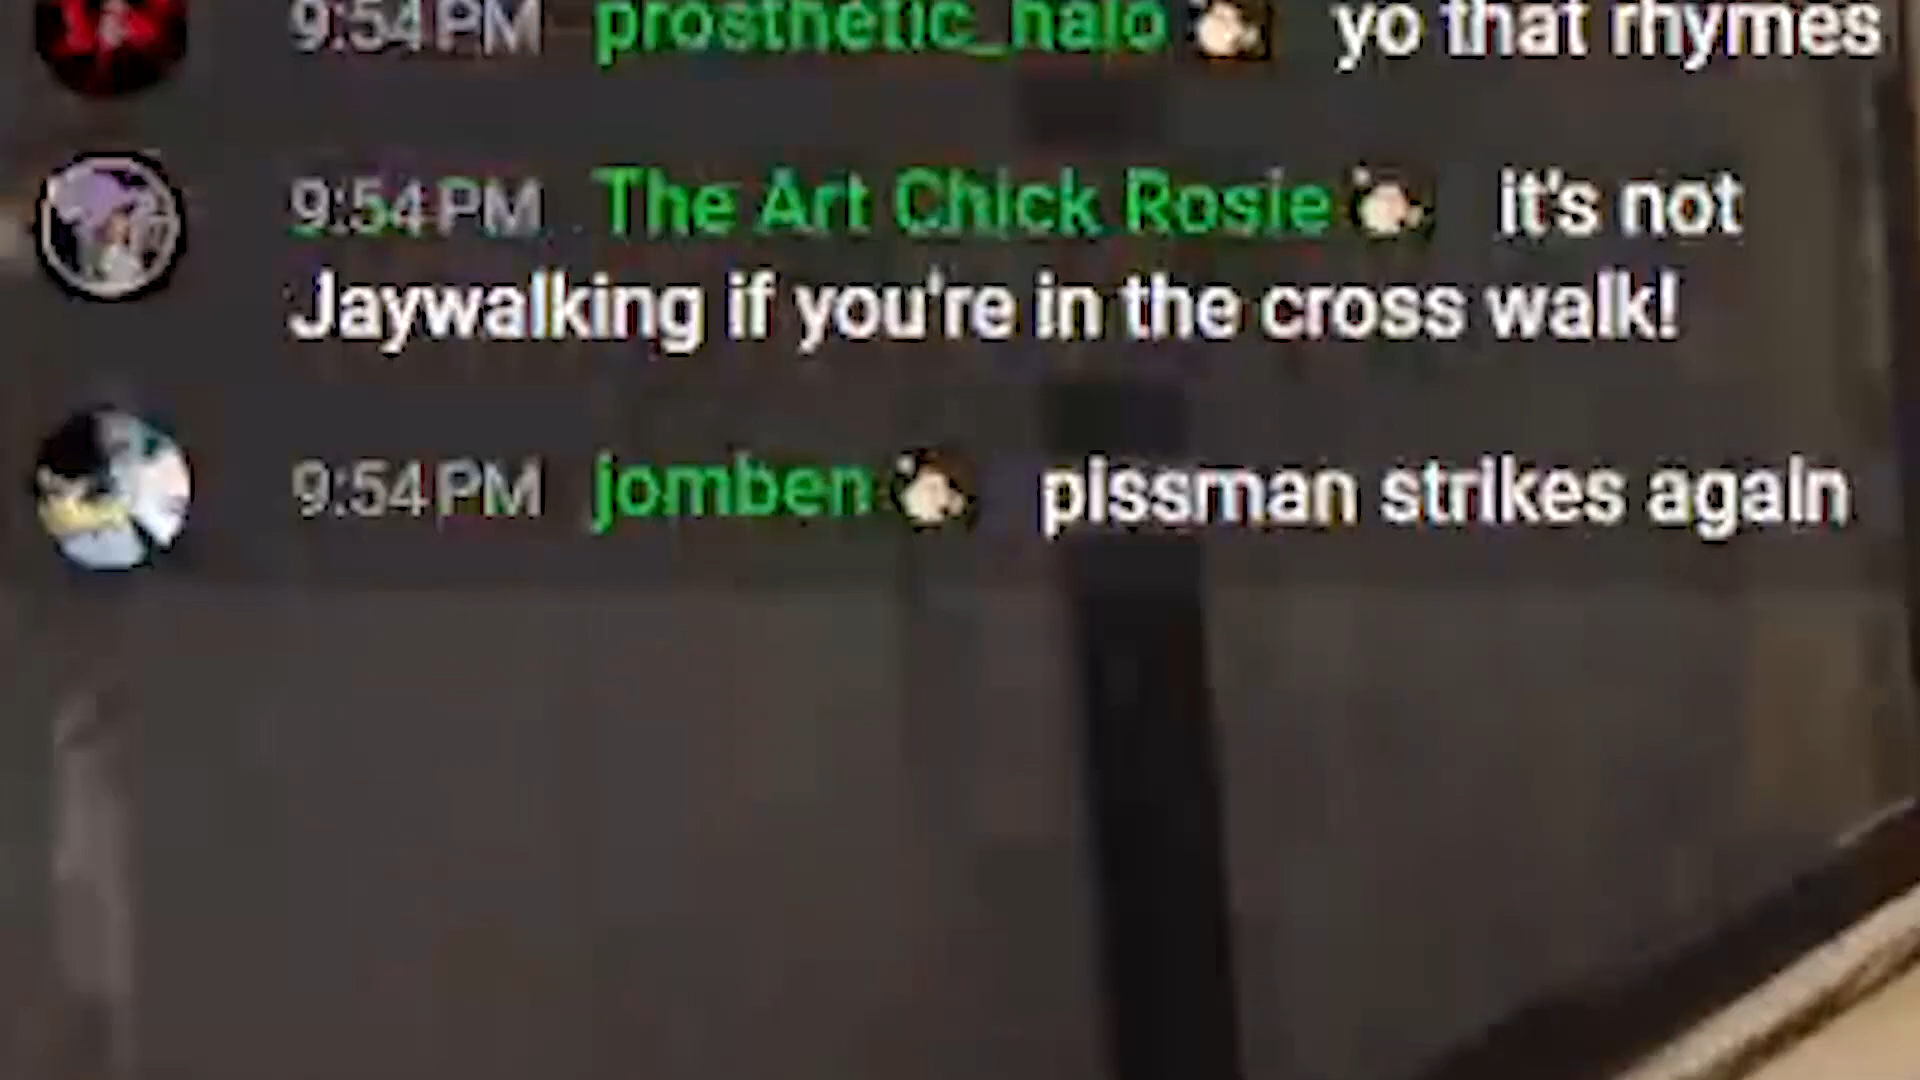 9:54 PM prosthetic_halo yo that rhymes
9:54 PM The Art Chick Rosie it's not
Jaywalking if you're in the cross walk!
9:54 PM jomben pissman strikes again